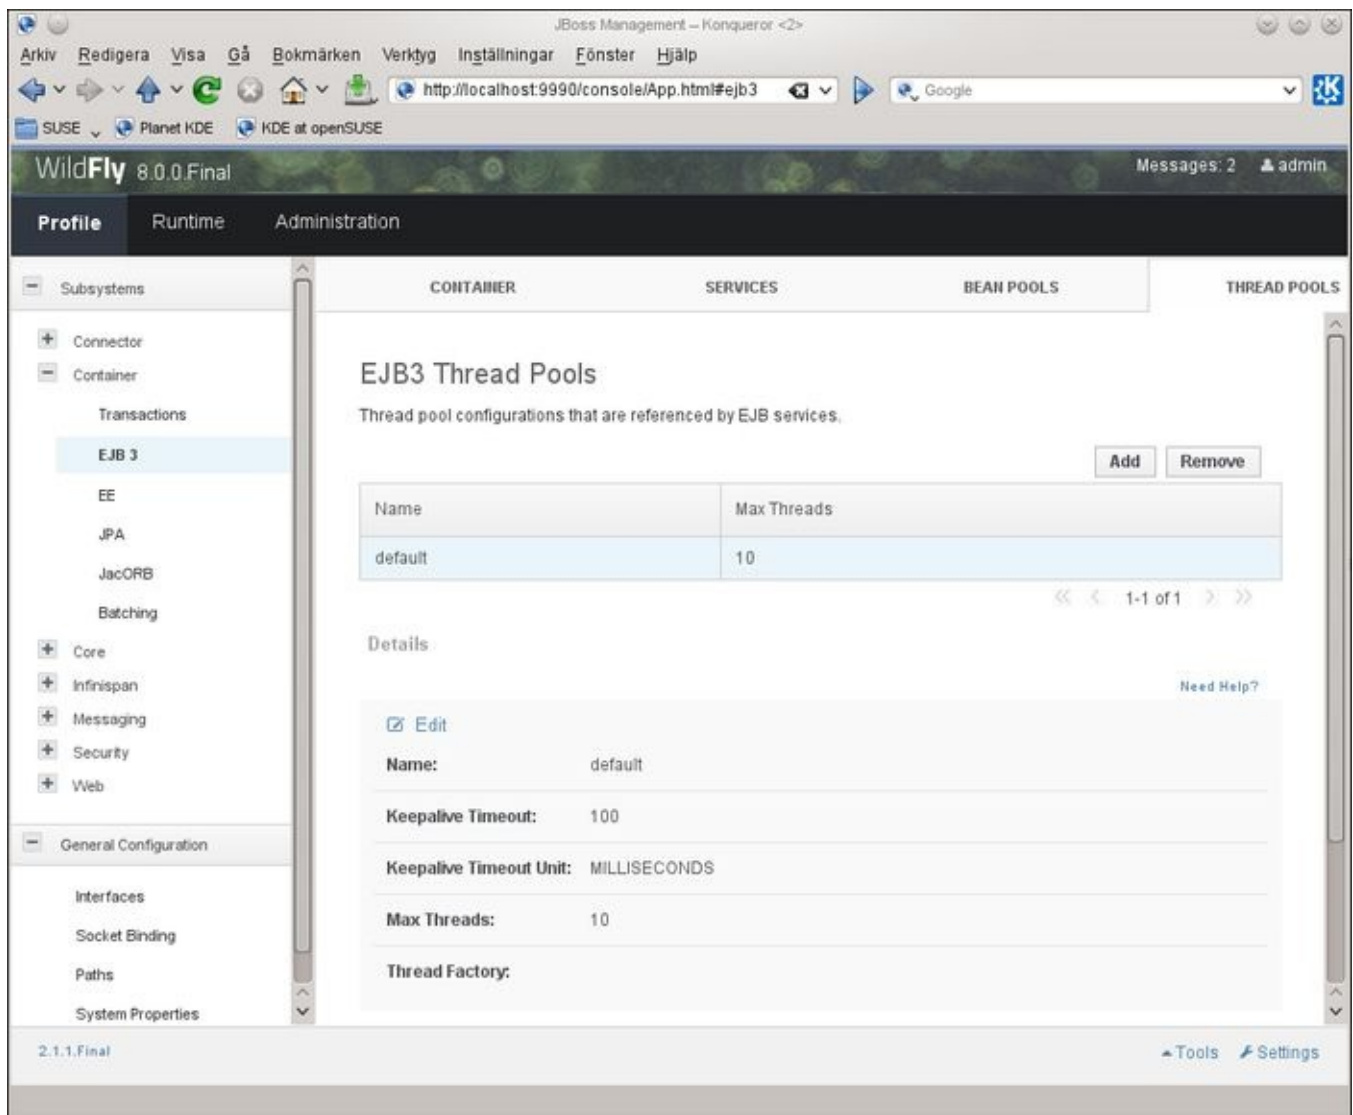 JBoss Management – Konqueror <2>
Arkiv Redigera Visa Gå Bokmärken Verktyg Inställningar Fönster Hjälp
http://localhost:9990/console/App.html#ejb3 Google
SUSE Planet KDE KDE at openSUSE
WildFly 8.0.0.Final Messages: 2 admin
Profile Runtime Administration
Subsystems
Connector
Container
Transactions
EJB 3
EE
JPA
JacORB
Batching
Core
Infinispan
Messaging
Security
Web
General Configuration
Interfaces
Socket Binding
Paths
System Properties
CONTAINER SERVICES BEAN POOLS THREAD POOLS
EJB3 Thread Pools
Thread pool configurations that are referenced by EJB services.
Add Remove
Name Max Threads
default 10
1-1 of 1
Details
Need Help?
Edit
Name: default
Keepalive Timeout: 100
Keepalive Timeout Unit: MILLISECONDS
Max Threads: 10
Thread Factory:
2.1.1.Final Tools Settings